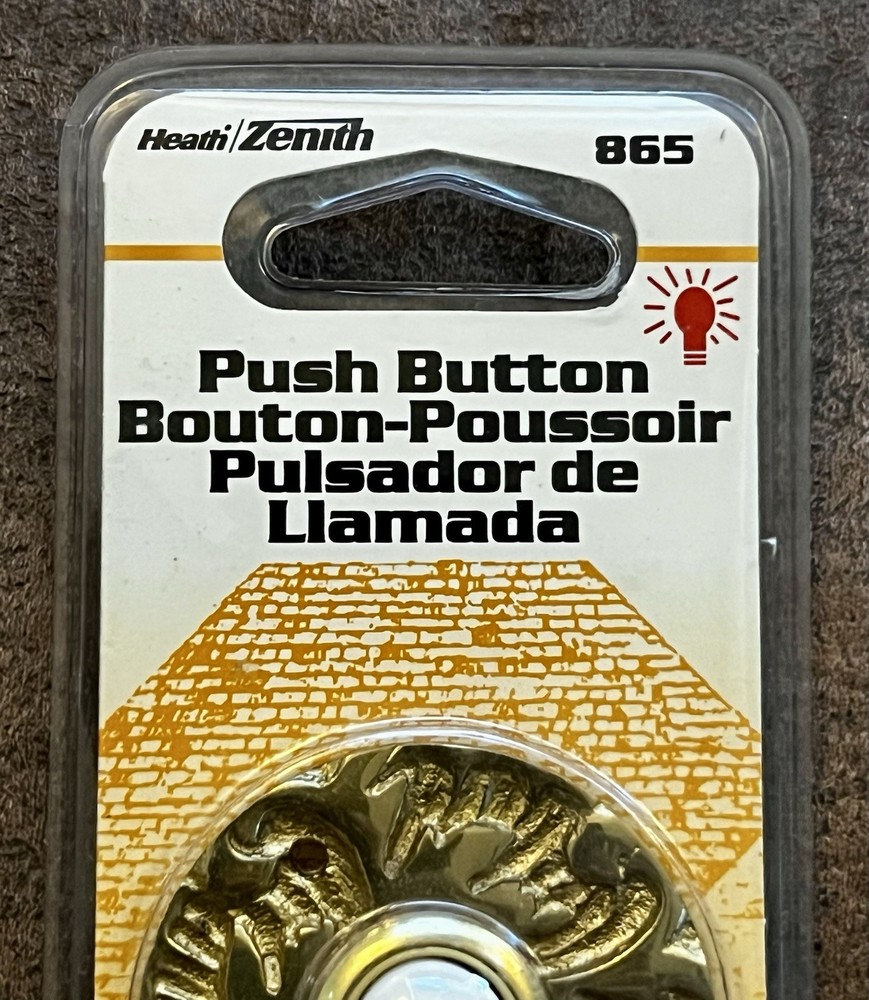 Heath/Zenith
865
Push Button
Bouton-Poussoir
Pulsador de
Llamada